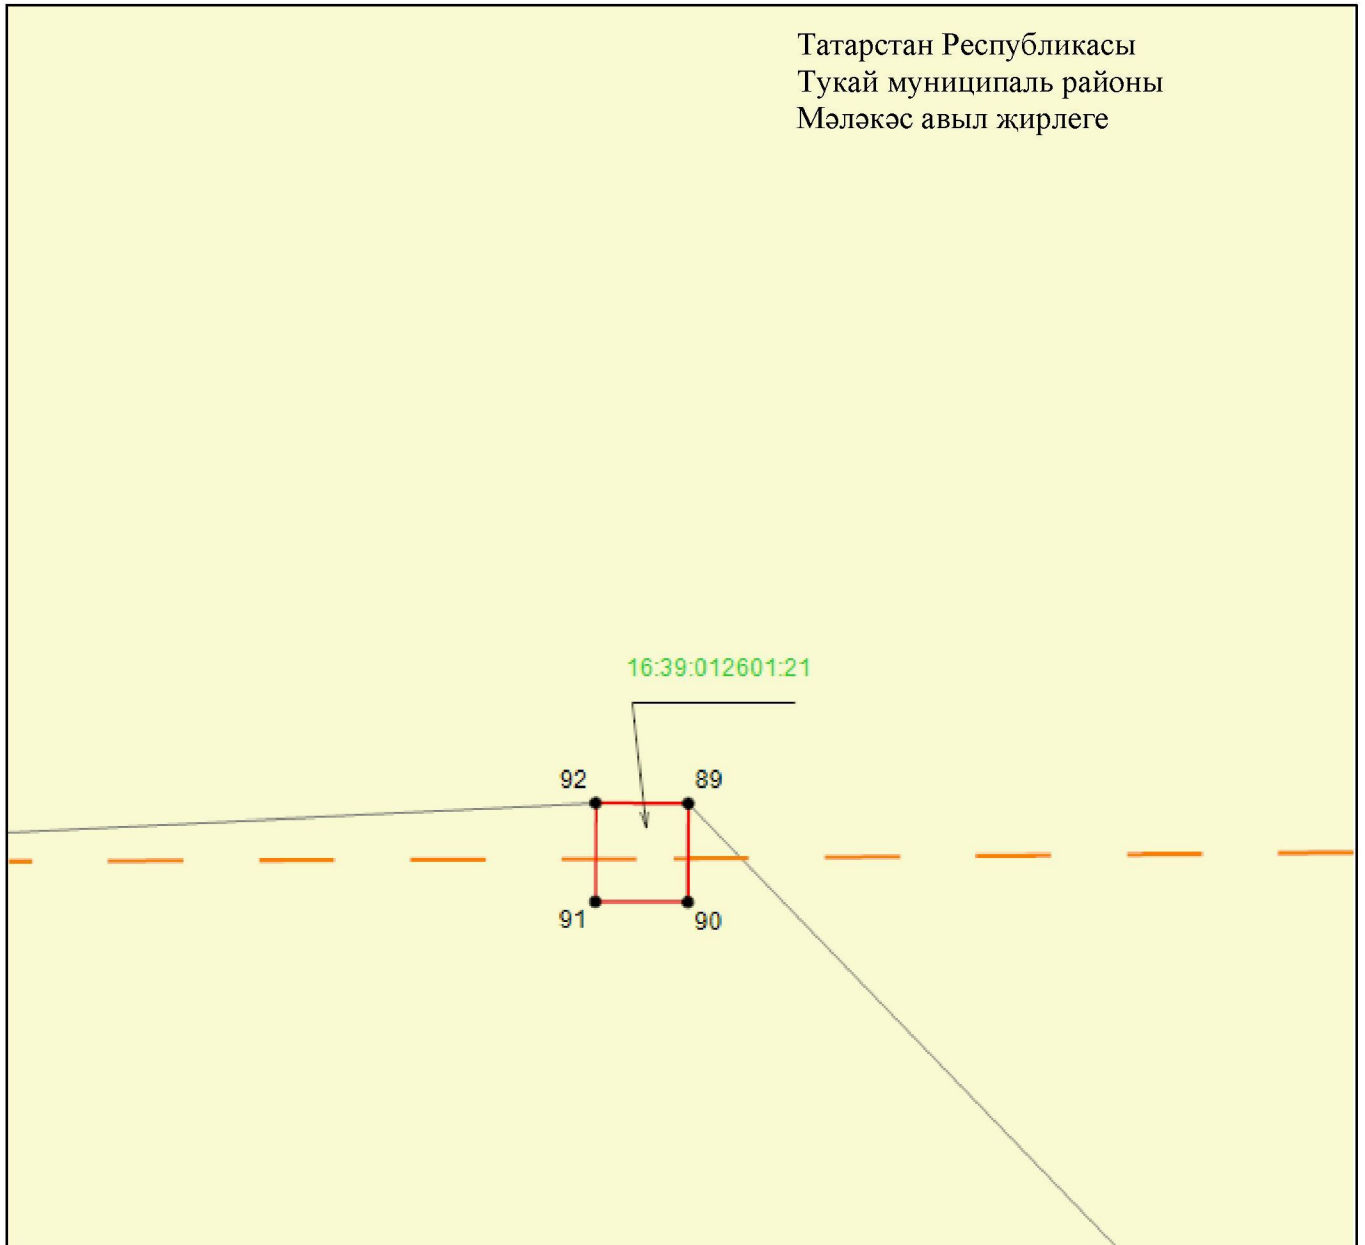 Татарстан Республикасы
Тукай муниципаль районы
Мәләкәс авыл җирлеге
16:39:012601:21
92 89
91 90